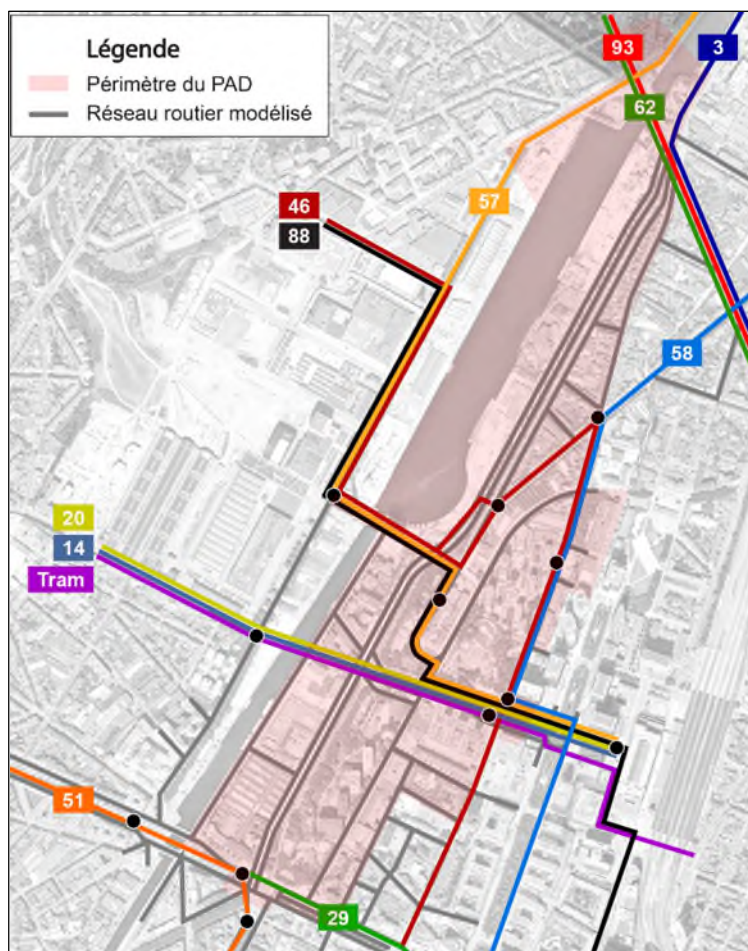 Légende
Périmètre du PAD
Réseau routier modélisé
93
3
62
57
46
88
58
20
14
Tram
51
29